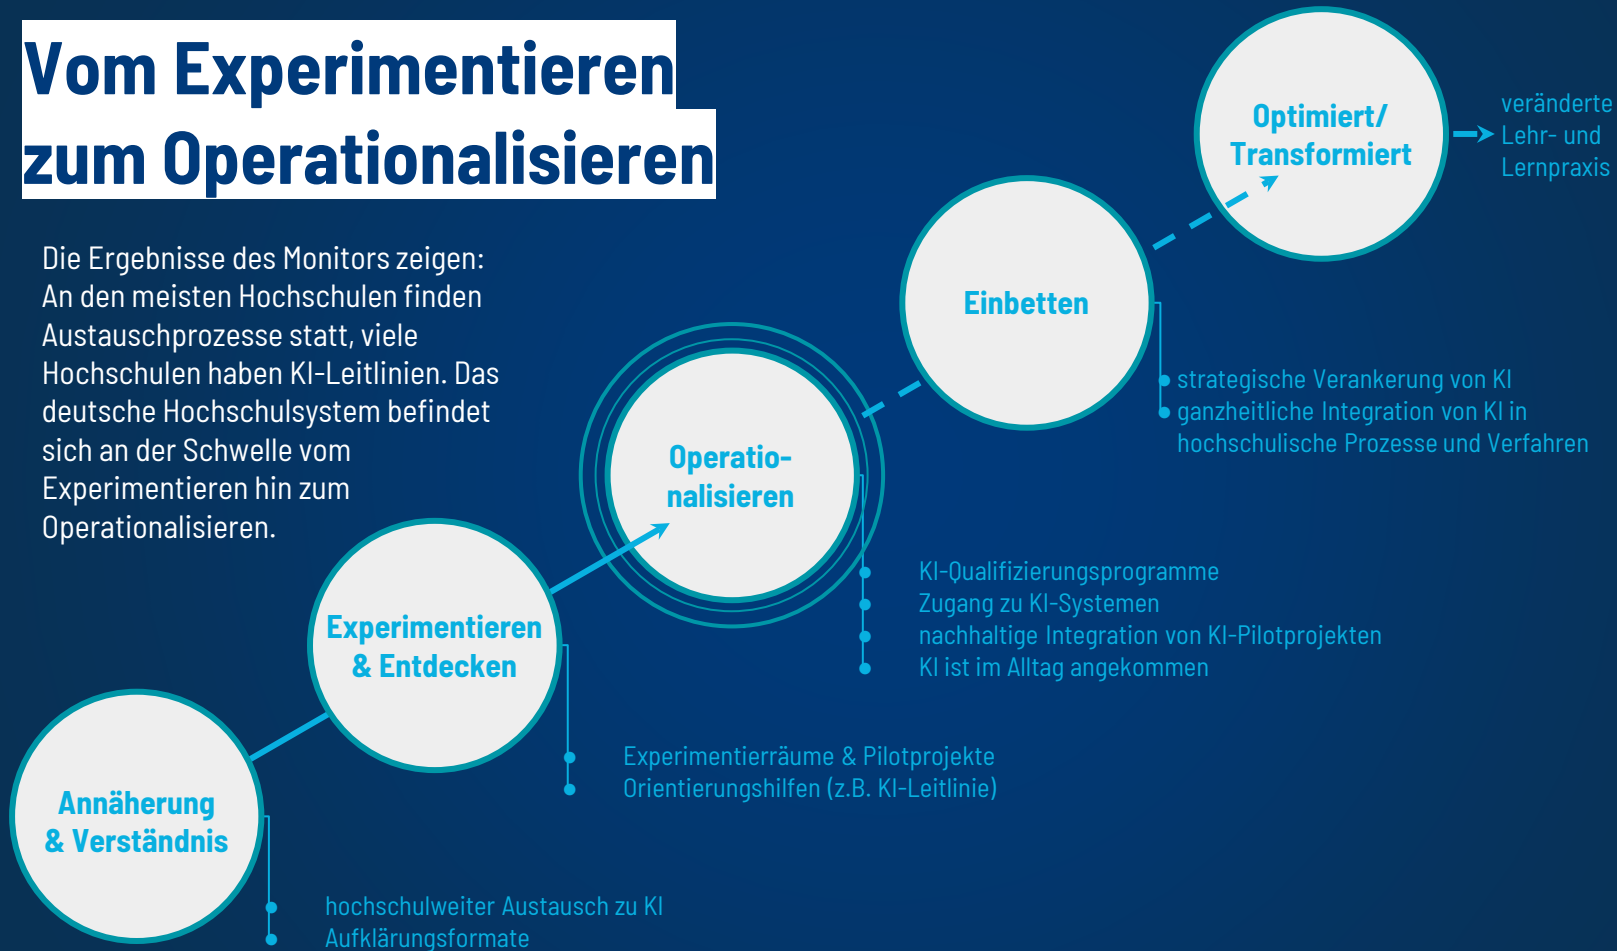 Vom Experimentieren
zum Operationalisieren
Die Ergebnisse des Monitors zeigen:
An den meisten Hochschulen finden
Austauschprozesse statt, viele
Hochschulen haben KI-Leitlinien. Das
deutsche Hochschulsystem befindet
sich an der Schwelle vom
Experimentieren hin zum
Operationalisieren.
Annäherung
& Verständnis
hochschulweiter Austausch zu KI
Aufklärungsformate
Experimentieren
& Entdecken
Experimentierräume & Pilotprojekte
Orientierungshilfen (z.B. KI-Leitlinie)
Operatio-
nalisieren
KI-Qualifizierungsprogramme
Zugang zu KI-Systemen
nachhaltige Integration von KI-Pilotprojekten
KI ist im Alltag angekommen
Einbetten
strategische Verankerung von KI
ganzheitliche Integration von KI in
hochschulische Prozesse und Verfahren
Optimiert/
Transformiert
veränderte
Lehr- und
Lernpraxis